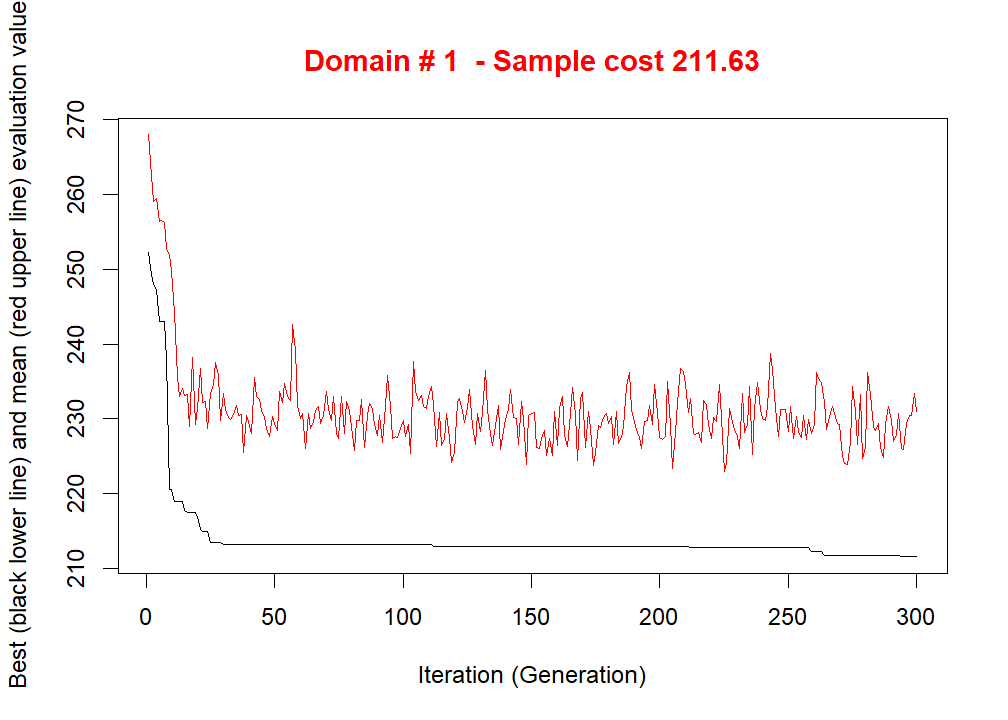 Domain # 1  - Sample cost 211.63
Best (black lower line) and mean (red upper line) evaluation value
270
260
250
240
230
220
210
0 50 100 150 200 250 300
Iteration (Generation)